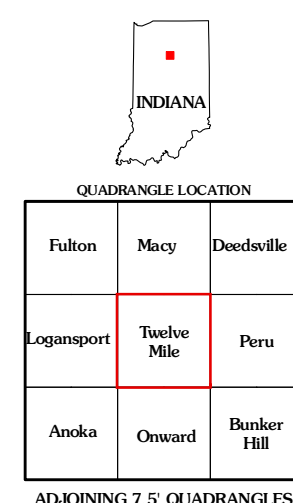 INDIANA
QUADRANGLE LOCATION
Fulton Macy Deedsville
Logansport Twelve Mile Peru
Anoka Onward Bunker Hill
ADJOINING 7.5' QUADRANGLES